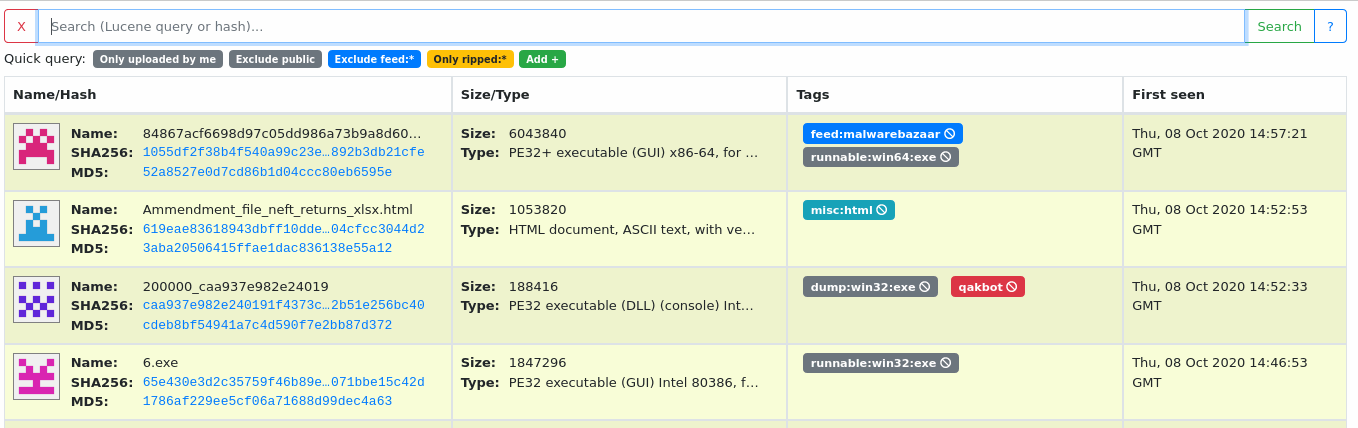 X Search (Lucene query or hash)... Search ?
Quick query: Only uploaded by me Exclude public Exclude feed:* Only ripped:* Add +
Name/Hash Size/Type Tags First seen
Name: 84867acf6698d97c05dd986a73b9a8d60... Size: 6043840 feed:malwarebazaar Thu, 08 Oct 2020 14:57:21
SHA256: 1055df2f38b4f540a99c23e…892b3db21cfe Type: PE32+ executable (GUI) x86-64, for ... runnable:win64:exe GMT
MD5: 52a8527e0d7cd86b1d04ccc80eb6595e
Name: Ammendment_file_neft_returns_xlsx.html Size: 1053820 misc:html Thu, 08 Oct 2020 14:52:53
SHA256: 619eae83618943dbff10dde…04cfcc3044d2 Type: HTML document, ASCII text, with ve... GMT
MD5: 3aba20506415ffae1dac836138e55a12
Name: 200000_caa937e982e24019 Size: 188416 dump:win32:exe qakbot Thu, 08 Oct 2020 14:52:33
SHA256: caa937e982e240191f4373c…2b51e256bc40 Type: PE32 executable (DLL) (console) Int... GMT
MD5: cdeb8bf54941a7c4d590f7e2bb87d372
Name: 6.exe Size: 1847296 runnable:win32:exe Thu, 08 Oct 2020 14:46:53
SHA256: 65e430e3d2c35759f46b89e…071bbe15c42d Type: PE32 executable (GUI) Intel 80386, f... GMT
MD5: 1786af229ee5cf06a71688d99dec4a63